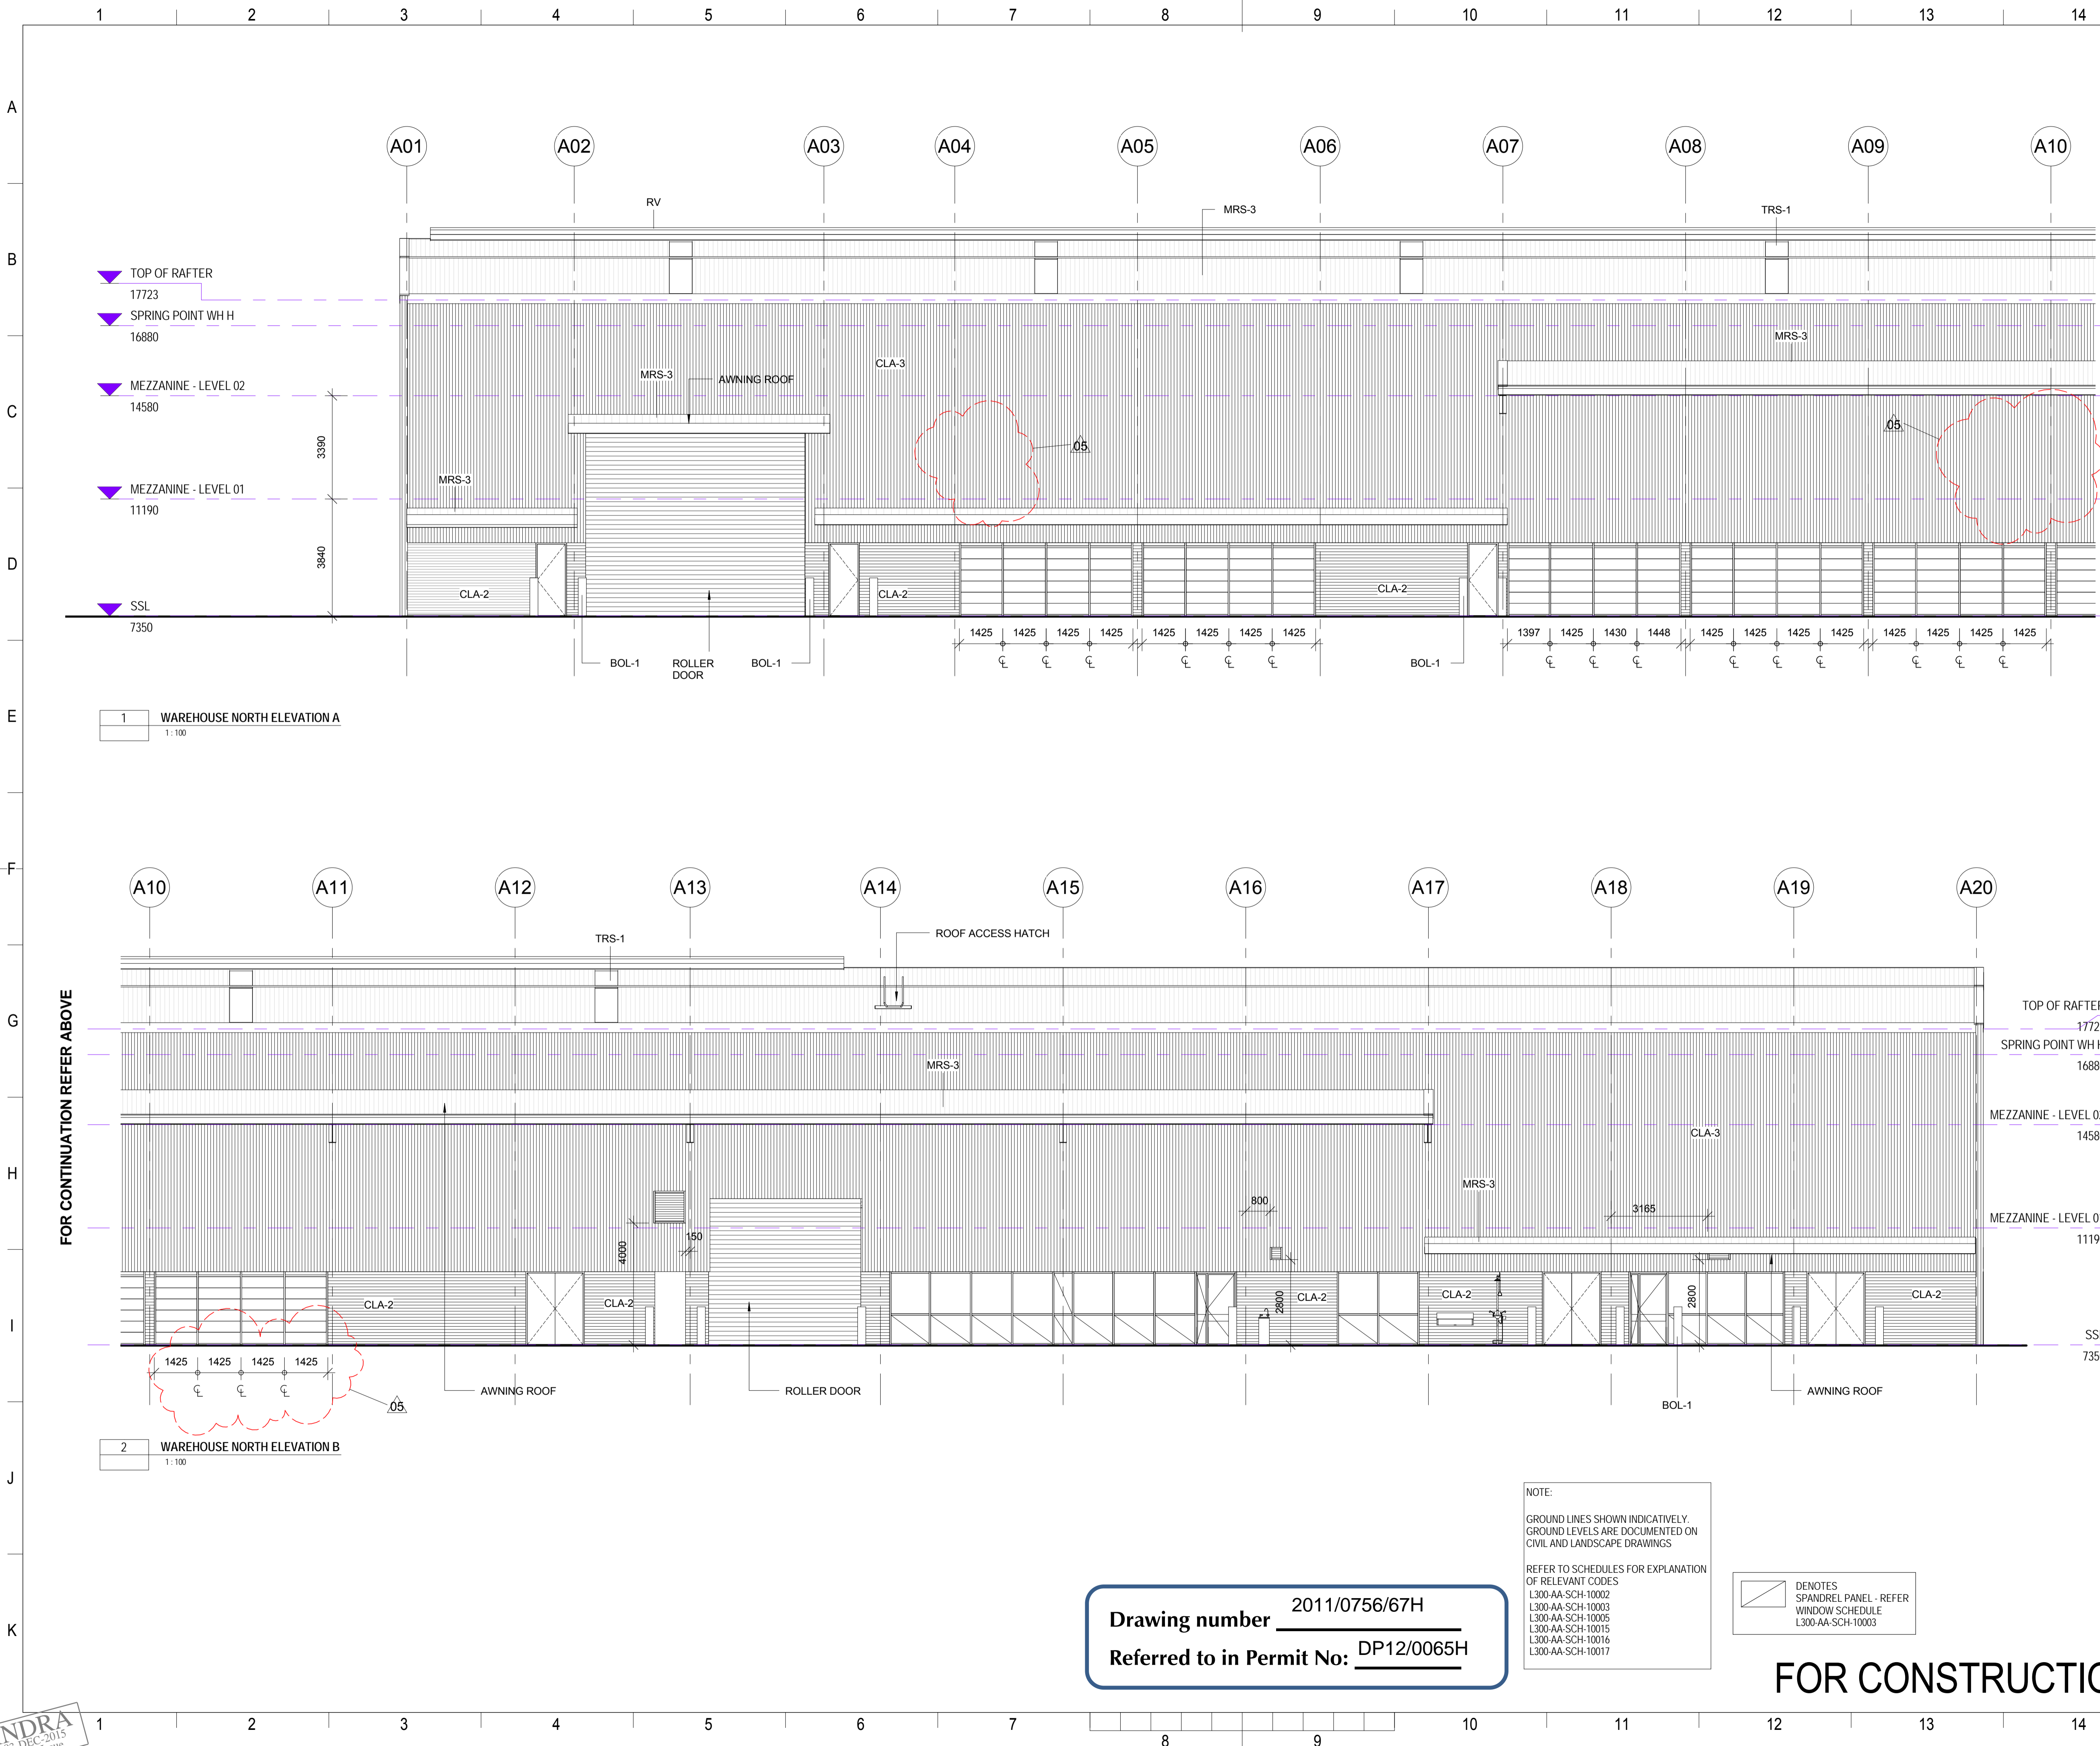 1 2 3 4 5 6 7 8 9 10 11 12 13 14
A
B
C
D
E
F
G
H
I
J
K
A01 A02 A03 A04 A05 A06 A07 A08 A09 A10
RV
MRS-3
TRS-1
TOP OF RAFTER
17723
SPRING POINT WH H
16880
MRS-3
CLA-3
MRS-3
AWNING ROOF
MEZZANINE - LEVEL 02
14580
05
05
3390
MRS-3
MEZZANINE - LEVEL 01
11190
3840
CLA-2
CLA-2
CLA-2
SSL
7350
1425 1425 1425 1425 1425 1425 1425 1425 1397 1425 1430 1448 1425 1425 1425 1425 1425 1425 1425 1425
℄ ℄ ℄ ℄ ℄ ℄ ℄ ℄ ℄ ℄ ℄ ℄ ℄ ℄ ℄
BOL-1
ROLLER
DOOR
BOL-1
BOL-1
1 WAREHOUSE NORTH ELEVATION A
1 : 100
A10 A11 A12 A13 A14 A15 A16 A17 A18 A19 A20
TRS-1
ROOF ACCESS HATCH
FOR CONTINUATION REFER ABOVE
TOP OF RAFTER
1772
SPRING POINT WH H
1688
MRS-3
MEZZANINE - LEVEL 0
1458
CLA-3
MRS-3
800
3165
MEZZANINE - LEVEL 0
1119
150
4000
2800
2800
CLA-2
CLA-2
CLA-2
CLA-2
CLA-2
SS
735
1425 1425 1425 1425
℄ ℄ ℄
05
AWNING ROOF
ROLLER DOOR
BOL-1
AWNING ROOF
2 WAREHOUSE NORTH ELEVATION B
1 : 100
NOTE:
GROUND LINES SHOWN INDICATIVELY.
GROUND LEVELS ARE DOCUMENTED ON
CIVIL AND LANDSCAPE DRAWINGS
REFER TO SCHEDULES FOR EXPLANATION
OF RELEVANT CODES
L300-AA-SCH-10002
L300-AA-SCH-10003
L300-AA-SCH-10005
L300-AA-SCH-10015
L300-AA-SCH-10016
L300-AA-SCH-10017
DENOTES
SPANDREL PANEL - REFER
WINDOW SCHEDULE
L300-AA-SCH-10003
Drawing number 2011/0756/67H
Referred to in Permit No: DP12/0065H
FOR CONSTRUCTIO
NDRA
DEC-2015
1 2 3 4 5 6 7 8 9 10 11 12 13 14